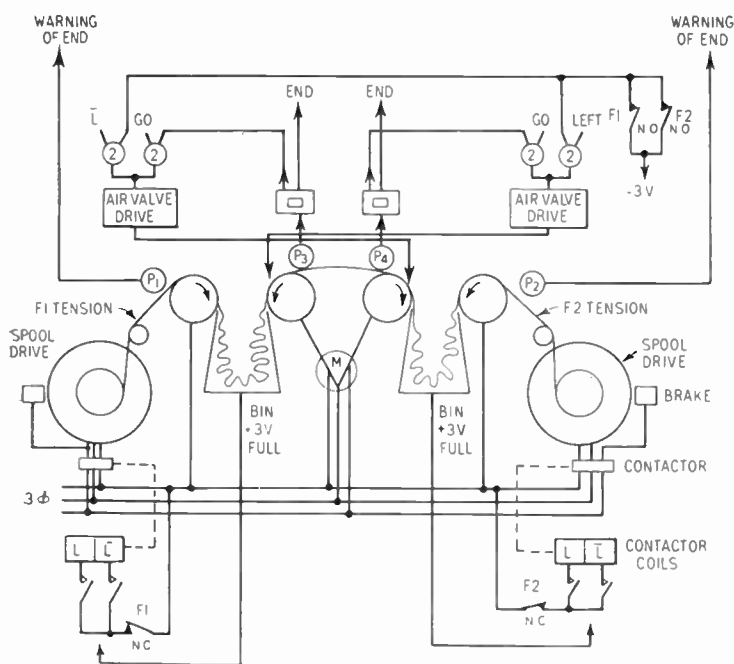 WARNING
OF END
WARNING
OF END
END
END
L̄
GO
GO
LEFT
F1
NO
F2
NO
2
2
2
2
-3V
AIR VALVE
DRIVE
AIR VALVE
DRIVE
P3
P4
P1
P2
F1 TENSION
F2 TENSION
SPOOL
DRIVE
SPOOL
DRIVE
M
BRAKE
BIN
+3V
FULL
BIN
+3V
FULL
CONTACTOR
3ϕ
L
L̄
L
L̄
CONTACTOR
COILS
F1
NC
F2
NC